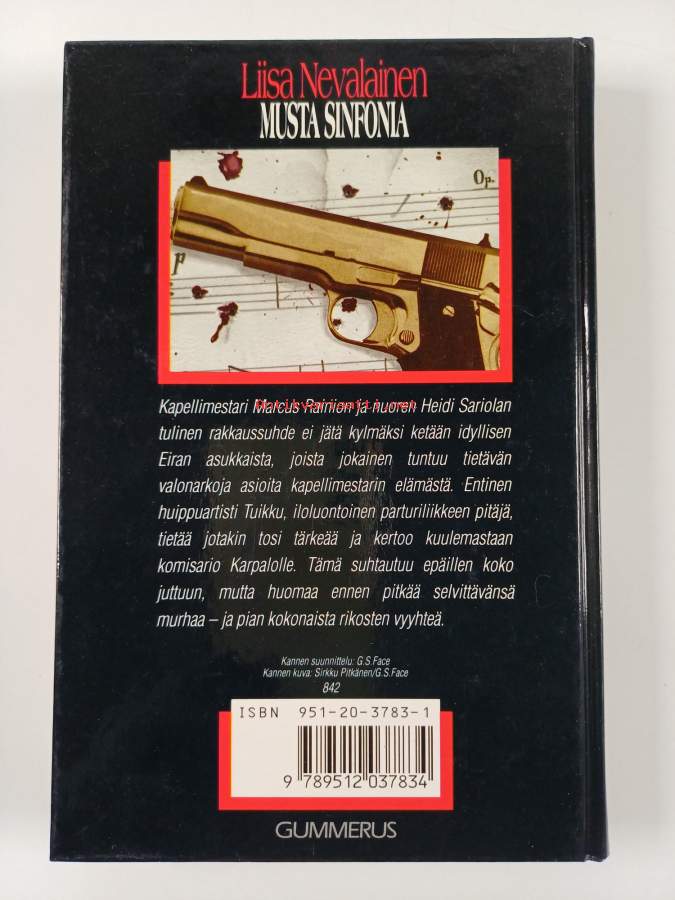 Liisa Nevalainen
MUSTA SINFONIA
Op.
P
Kapellimestari Marcus Rainion ja nuoren Heidi Sariolan
antikvariaatti.net
tulinen rakkaussuhde ei jätä kylmäksi ketään idyllisen
Eiran asukkaista, joista jokainen tuntuu tietävän
valonarkoja asioita kapellimestarin elämästä. Entinen
huippuartisti Tuikku, iloluontoinen parturiliikkeen pitäjä,
tietää jotakin tosi tärkeää ja kertoo kuulemastaan
komisario Karpalolle. Tämä suhtautuu epäillen koko
juttuun, mutta huomaa ennen pitkää selvittävänsä
murhaa – ja pian kokonaista rikosten vyyhteä.
Kannen suunnittelu: G.S.Face
Kannen kuva: Sirkku Pitkänen/G.S.Face
842
ISBN 951-20-3783-1
9 789512 037834
GUMMERUS